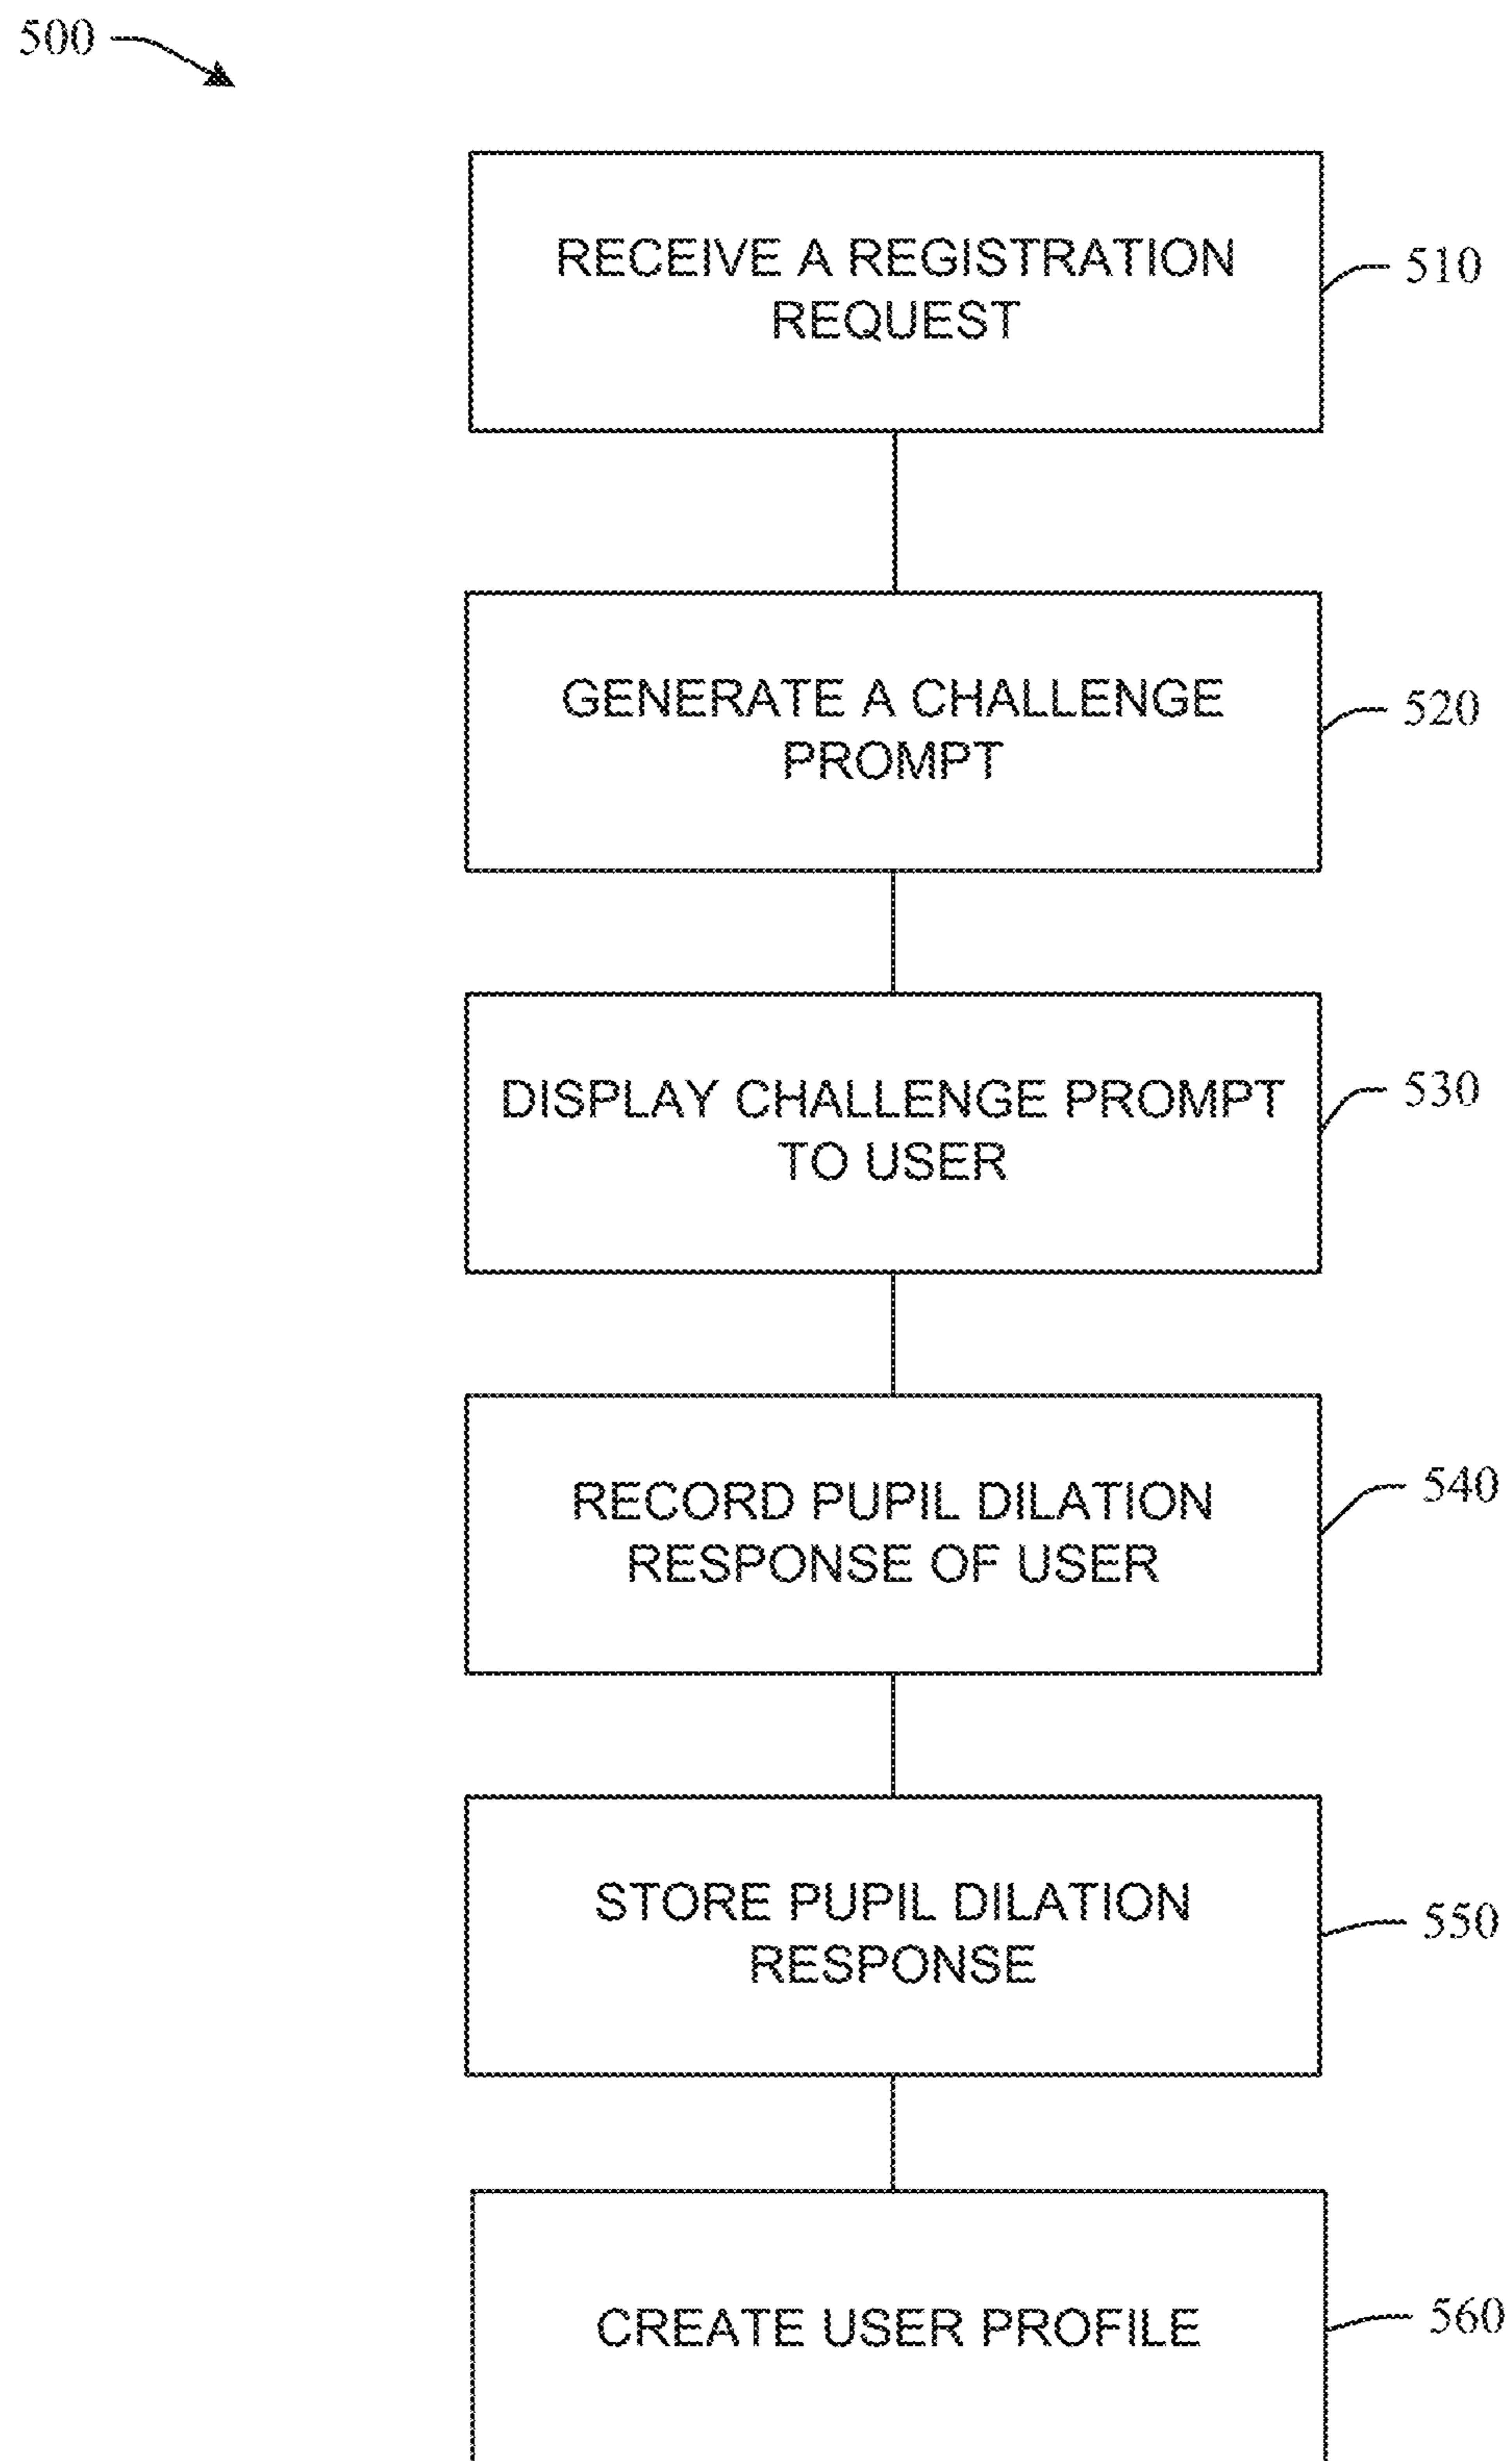 500
RECEIVE A REGISTRATION
REQUEST
510
GENERATE A CHALLENGE
PROMPT
520
DISPLAY CHALLENGE PROMPT
TO USER
530
RECORD PUPIL DILATION
RESPONSE OF USER
540
STORE PUPIL DILATION
RESPONSE
550
CREATE USER PROFILE
560